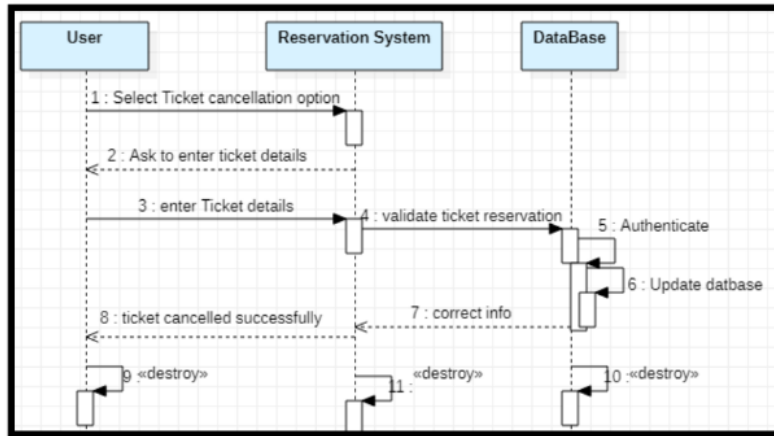 User
Reservation System
DataBase
1 : Select Ticket cancellation option
2 : Ask to enter ticket details
3 : enter Ticket details
4 : validate ticket reservation
5 : Authenticate
6 : Update datbase
7 : correct info
8 : ticket cancelled successfully
9 : «destroy»
11 : «destroy»
10 : «destroy»